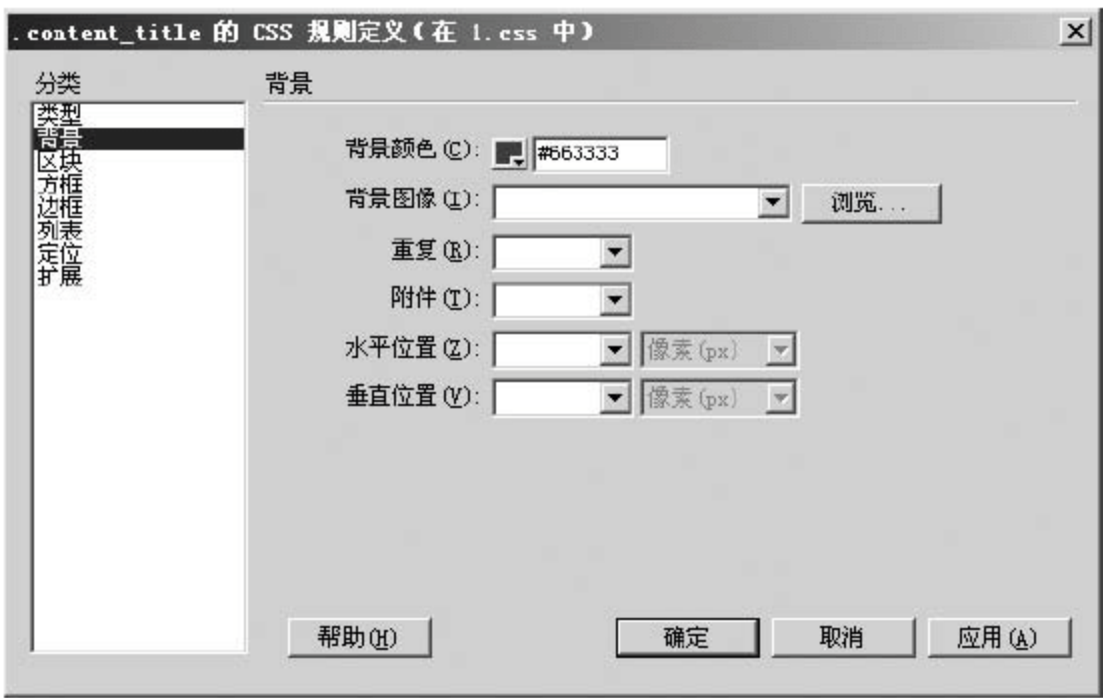 .content_title 的 CS 规则定义(在 1.css 中)
分类
类型
背景
区块
方框
边框
列表
定位
扩展
背景
背景颜色(C): #663333
背景图像(I): 浏览...
重复(R):
附件(T):
水平位置(Z): 像素(px)
垂直位置(V): 像素(px)
帮助(H) 确定 取消 应用(A)